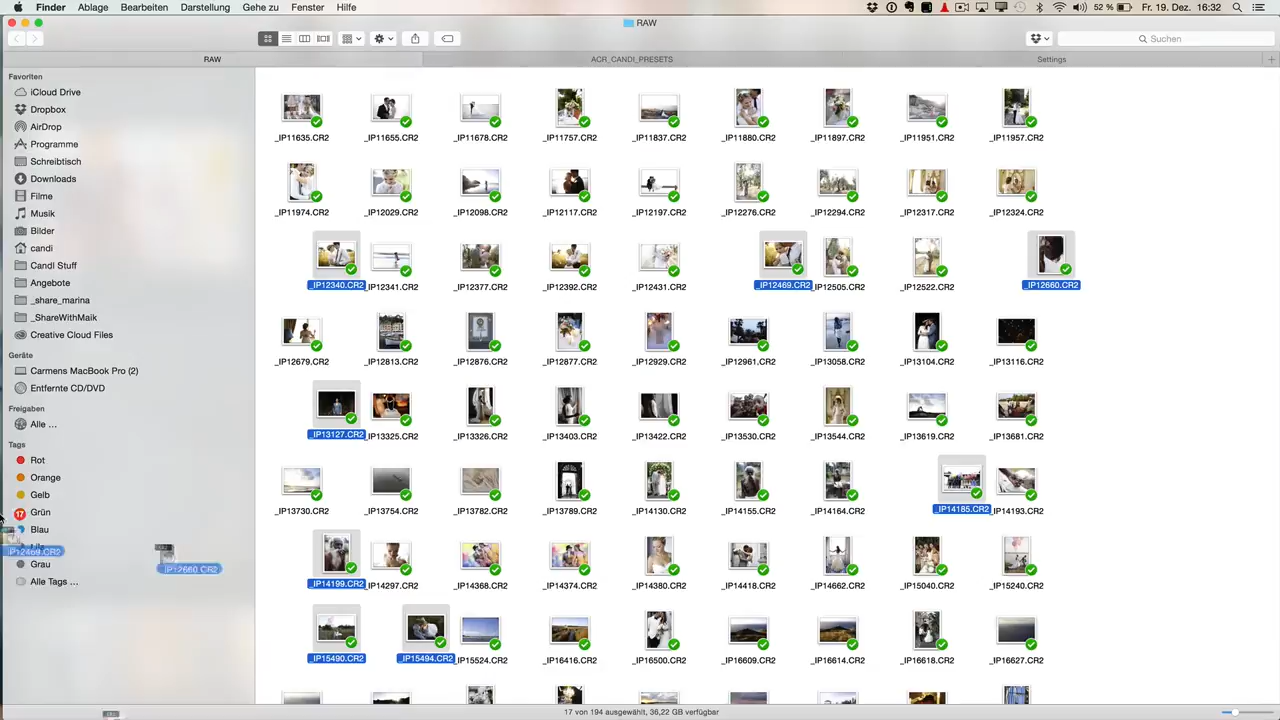 Finder Ablage Bearbeiten Darstellung Gehe zu Fenster Hilfe 52 % Fr. 19. Dez. 16:32
RAW
Suchen
RAW ACR_CANDI_PRESETS Settings
Favoriten
iCloud Drive
Dropbox
AirDrop
Programme
Schreibtisch
Downloads
Filme
Musik
Bilder
candi
CandI Stuff
Angebote
_share_marina
_ShareWithMaik
Creative Cloud Files
Geräte
Carmens MacBook Pro (2)
Entfernte CD/DVD
Freigaben
Alle ...
Tags
Rot
Orange
Gelb
17 Grün
Blau
Grau
Alle Tags ...
_IP12469.CR2
_IP12660.CR2
_IP11635.CR2 _IP11655.CR2 _IP11678.CR2 _IP11757.CR2 _IP11837.CR2 _IP11880.CR2 _IP11897.CR2 _IP11951.CR2 _IP11957.CR2
_IP11974.CR2 _IP12029.CR2 _IP12098.CR2 _IP12117.CR2 _IP12197.CR2 _IP12276.CR2 _IP12294.CR2 _IP12317.CR2 _IP12324.CR2
_IP12340.CR2 _IP12341.CR2 _IP12377.CR2 _IP12392.CR2 _IP12431.CR2 _IP12469.CR2 _IP12505.CR2 _IP12522.CR2 _IP12660.CR2
_IP12679.CR2 _IP12813.CR2 _IP12876.CR2 _IP12877.CR2 _IP12929.CR2 _IP12961.CR2 _IP13058.CR2 _IP13104.CR2 _IP13116.CR2
_IP13127.CR2 _IP13325.CR2 _IP13326.CR2 _IP13403.CR2 _IP13422.CR2 _IP13530.CR2 _IP13544.CR2 _IP13619.CR2 _IP13681.CR2
_IP13730.CR2 _IP13754.CR2 _IP13782.CR2 _IP13789.CR2 _IP14130.CR2 _IP14155.CR2 _IP14164.CR2 _IP14185.CR2 _IP14193.CR2
_IP14199.CR2 _IP14297.CR2 _IP14368.CR2 _IP14374.CR2 _IP14380.CR2 _IP14418.CR2 _IP14662.CR2 _IP15040.CR2 _IP15240.CR2
_IP15490.CR2 _IP15494.CR2 _IP15524.CR2 _IP16416.CR2 _IP16500.CR2 _IP16609.CR2 _IP16614.CR2 _IP16618.CR2 _IP16627.CR2
17 von 194 ausgewählt, 36,22 GB verfügbar